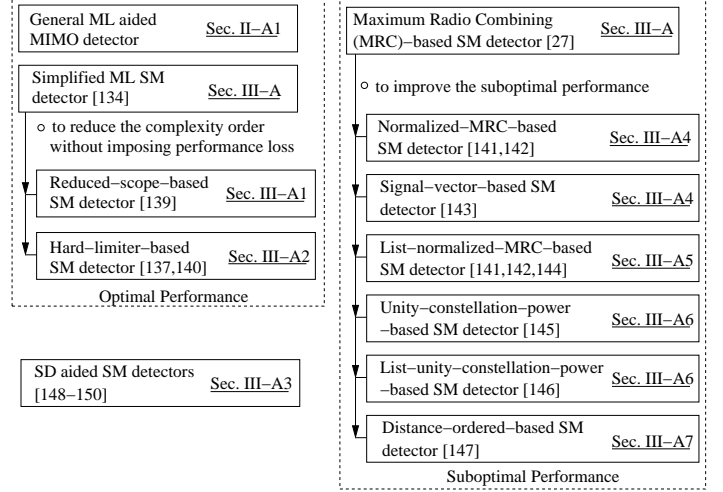 General ML aided
MIMO detector
Sec. II−A1
Simplified ML SM
detector [134]
Sec. III−A
to reduce the complexity order
without imposing performance loss
Reduced−scope−based
SM detector [139]
Sec. III−A1
Hard−limiter−based
SM detector [137,140]
Sec. III−A2
Optimal Performance
SD aided SM detectors
[148−150]
Sec. III−A3
Maximum Radio Combining
(MRC)−based SM detector [27]
Sec. III−A
to improve the suboptimal performance
Normalized−MRC−based
SM detector [141,142]
Sec. III−A4
Signal−vector−based SM
detector [143]
Sec. III−A4
List−normalized−MRC−based
SM detector [141,142,144]
Sec. III−A5
Unity−constellation−power
−based SM detector [145]
Sec. III−A6
List−unity−constellation−power
−based SM detector [146]
Sec. III−A6
Distance−ordered−based SM
detector [147]
Sec. III−A7
Suboptimal Performance